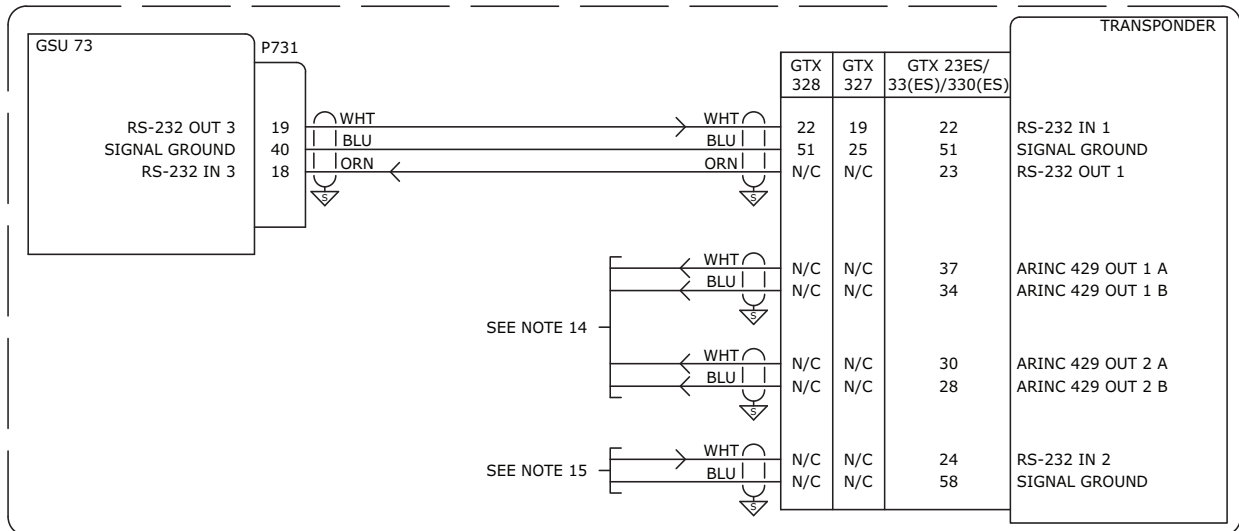 TRANSPONDER
GSU 73
P731
GTX 328
GTX 327
GTX 23ES/ 33(ES)/330(ES)
RS-232 OUT 3 19 WHT WHT 22 19 22 RS-232 IN 1
SIGNAL GROUND 40 BLU BLU 51 25 51 SIGNAL GROUND
RS-232 IN 3 18 ORN ORN N/C N/C 23 RS-232 OUT 1
S S
WHT N/C N/C 37 ARINC 429 OUT 1 A
BLU N/C N/C 34 ARINC 429 OUT 1 B
S
SEE NOTE 14
WHT N/C N/C 30 ARINC 429 OUT 2 A
BLU N/C N/C 28 ARINC 429 OUT 2 B
S
WHT N/C N/C 24 RS-232 IN 2
SEE NOTE 15
BLU N/C N/C 58 SIGNAL GROUND
S